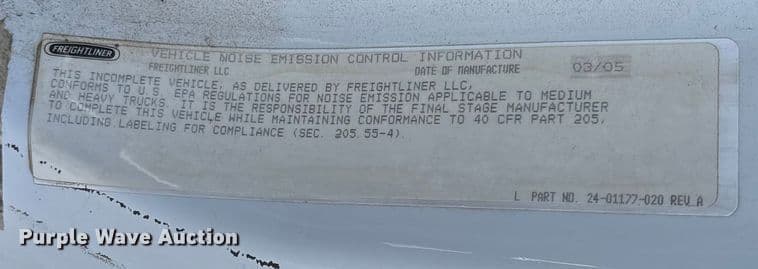 FREIGHTLINER
VEHICLE NOISE EMISSION CONTROL INFORMATION
FREIGHTLINER LLC DATE OF MANUFACTURE 03/05
THIS INCOMPLETE VEHICLE, AS DELIVERED BY FREIGHTLINER LLC,
CONFORMS TO U.S. EPA REGULATIONS FOR NOISE EMISSION APPLICABLE TO MEDIUM
AND HEAVY TRUCKS. IT IS THE RESPONSIBILITY OF THE FINAL STAGE MANUFACTURER
TO COMPLETE THIS VEHICLE WHILE MAINTAINING CONFORMANCE TO 40 CFR PART 205,
INCLUDING LABELING FOR COMPLIANCE (SEC. 205.55-4).
L PART NO. 24-01177-020 REV A
Purple Wave Auction